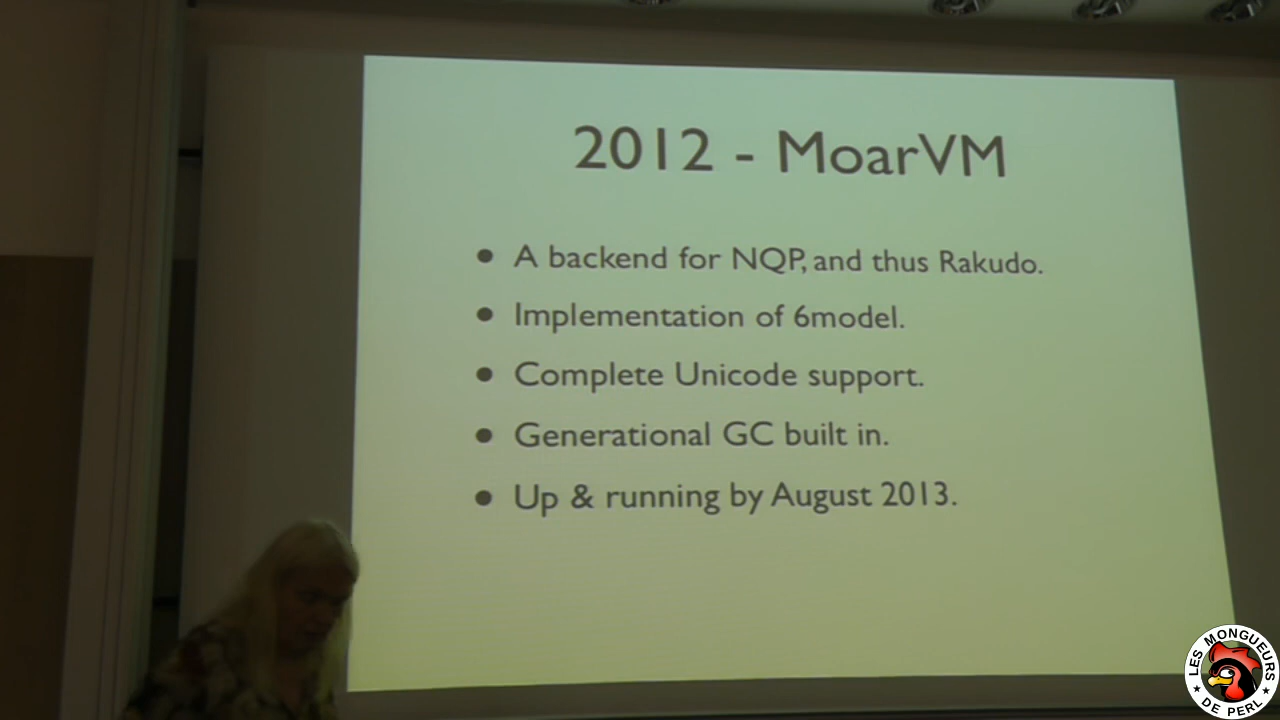 2012 - MoarVM
• A backend for NQP, and thus Rakudo.
• Implementation of 6model.
• Complete Unicode support.
• Generational GC built in.
• Up & running by August 2013.
LES MONGUEURS
★ DE PERL ★